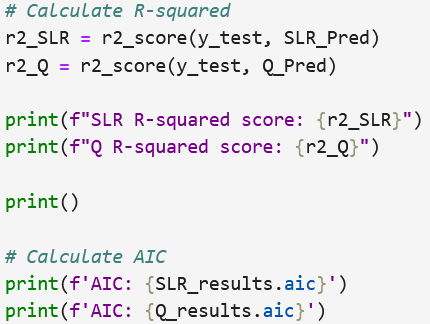 # Calculate R-squared
r2_SLR = r2_score(y_test, SLR_Pred)
r2_Q = r2_score(y_test, Q_Pred)

print(f"SLR R-squared score: {r2_SLR}")
print(f"Q R-squared score: {r2_Q}")

print()

# Calculate AIC
print(f'AIC: {SLR_results.aic}')
print(f'AIC: {Q_results.aic}')